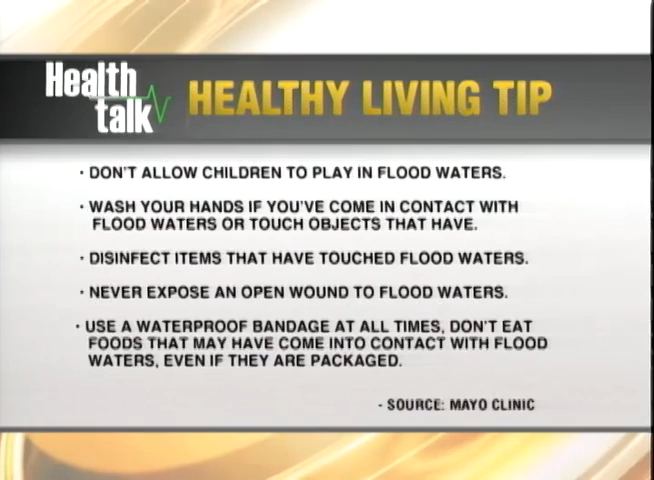 Health
talk
HEALTHY LIVING TIP
· DON'T ALLOW CHILDREN TO PLAY IN FLOOD WATERS.
· WASH YOUR HANDS IF YOU'VE COME IN CONTACT WITH
FLOOD WATERS OR TOUCH OBJECTS THAT HAVE.
· DISINFECT ITEMS THAT HAVE TOUCHED FLOOD WATERS.
· NEVER EXPOSE AN OPEN WOUND TO FLOOD WATERS.
· USE A WATERPROOF BANDAGE AT ALL TIMES, DON'T EAT
FOODS THAT MAY HAVE COME INTO CONTACT WITH FLOOD
WATERS, EVEN IF THEY ARE PACKAGED.
- SOURCE: MAYO CLINIC